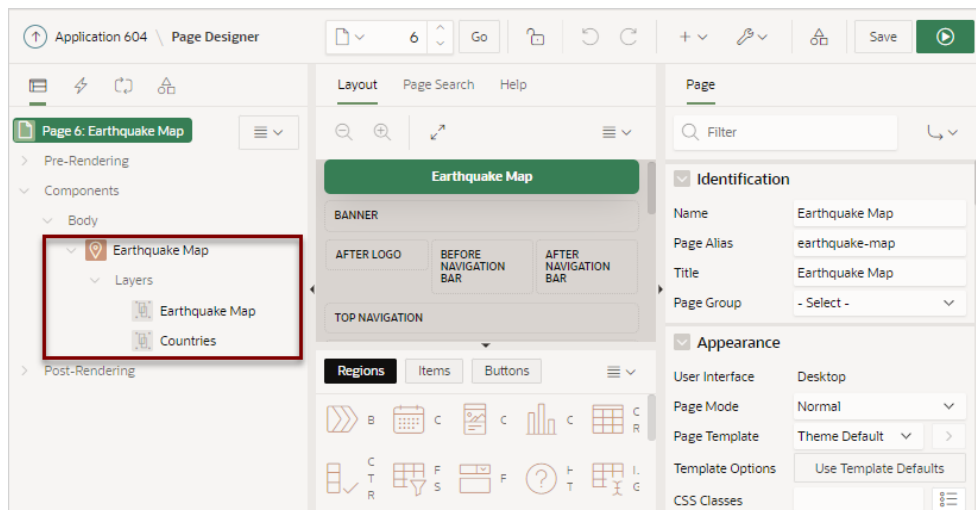 Application 604 \ Page Designer
6
Go
Save
Page 6: Earthquake Map
Pre-Rendering
Components
Body
Earthquake Map
Layers
Earthquake Map
Countries
Post-Rendering
Layout Page Search Help
Earthquake Map
BANNER
AFTER LOGO
BEFORE
NAVIGATION
BAR
AFTER
NAVIGATION
BAR
TOP NAVIGATION
Regions Items Buttons
B C C C C
R
C
T
R
F
S
F
H
T
I.
G
Page
Filter
Identification
Name Earthquake Map
Page Alias earthquake-map
Title Earthquake Map
Page Group - Select -
Appearance
User Interface Desktop
Page Mode Normal
Page Template Theme Default
Template Options Use Template Defaults
CSS Classes